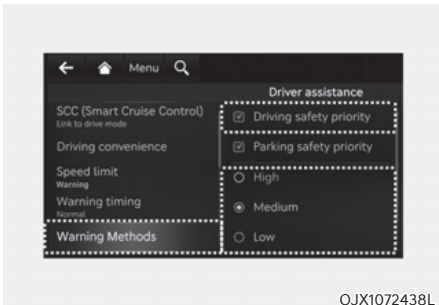 Menu
Driver assistance
SCC (Smart Cruise Control)
Link to drive mode
Driving convenience
Speed limit
Warning
Warning timing
Normal
Warning Methods
Driving safety priority
Parking safety priority
High
Medium
Low
OJX1072438L